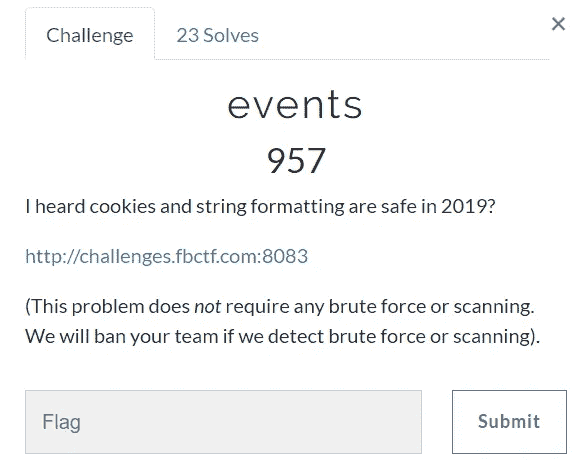 Challenge
23 Solves
×
events
957
I heard cookies and string formatting are safe in 2019?
http://challenges.fbctf.com:8083
(This problem does not require any brute force or scanning.
We will ban your team if we detect brute force or scanning).
Flag
Submit